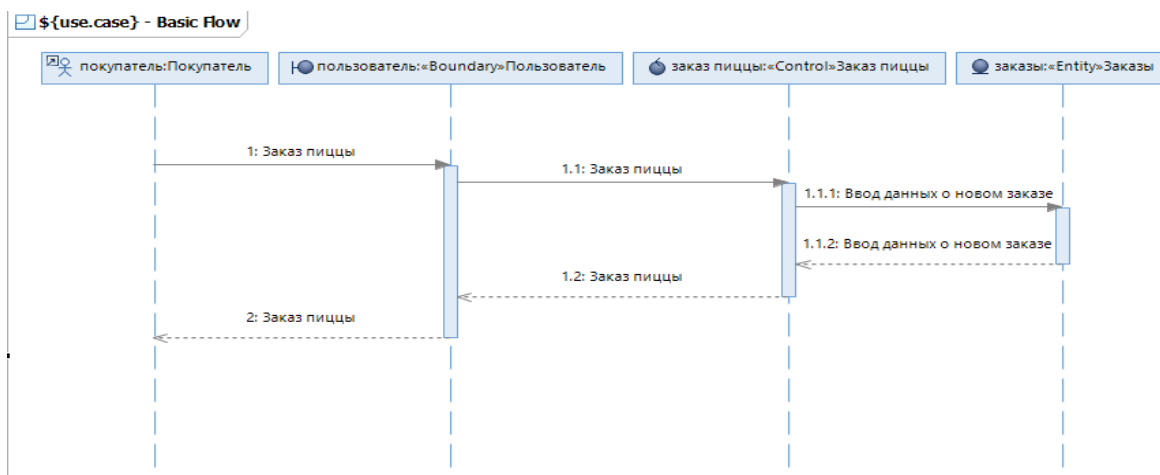 ${use.case} - Basic Flow
покупатель:Покупатель
пользователь:«Boundary»Пользователь
заказ пиццы:«Control»Заказ пиццы
заказы:«Entity»Заказы
1: Заказ пиццы
1.1: Заказ пиццы
1.1.1: Ввод данных о новом заказе
1.1.2: Ввод данных о новом заказе
1.2: Заказ пиццы
2: Заказ пиццы